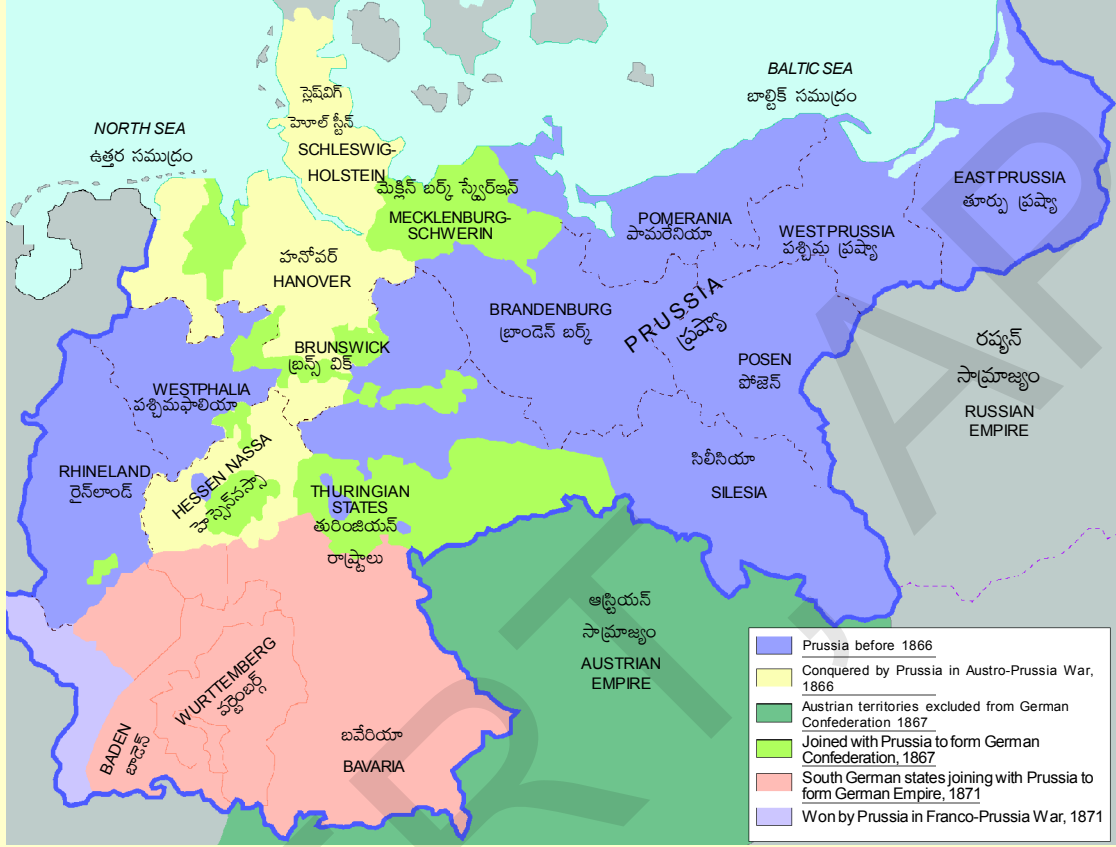 BALTIC SEA
బాల్టిక్ సముద్రం
NORTH SEA
ఉత్తర సముద్రం
స్లెష్‌విగ్
హెూల్ స్టీన్
SCHLESWIG-
HOLSTEIN
మెక్లిన్ బర్క్ స్క్వేర్ఇన్
MECKLENBURG-
SCHWERIN
EAST PRUSSIA
తూర్పు ప్రష్యా
POMERANIA
పామరేనియా
WEST PRUSSIA
పశ్చిమ ప్రష్యా
హనోవర్
HANOVER
BRANDENBURG
బ్రాండెన్ బర్క్
PRUSSIA
ప్రష్యా
BRUNSWICK
బ్రన్స్ విక్
POSEN
పోజెన్
రష్యన్
సామ్రాజ్యం
RUSSIAN
EMPIRE
WESTPHALIA
పశ్చిమఫాలియా
RHINELAND
రైన్‌లాండ్
HESSEN NASSA
హెస్సెన్‌నస్సా
THURINGIAN
STATES
తురింజియన్
రాష్ట్రాలు
సిలీసియా
SILESIA
ఆస్ట్రియన్
సామ్రాజ్యం
AUSTRIAN
EMPIRE
WURTTEMBERG
వర్టెంబర్గ్
BADEN
బాడెన్
బవేరియా
BAVARIA
Prussia before 1866
Conquered by Prussia in Austro-Prussia War,
1866
Austrian territories excluded from German
Confederation 1867
Joined with Prussia to form German
Confederation, 1867
South German states joining with Prussia to
form German Empire, 1871
Won by Prussia in Franco-Prussia War, 1871